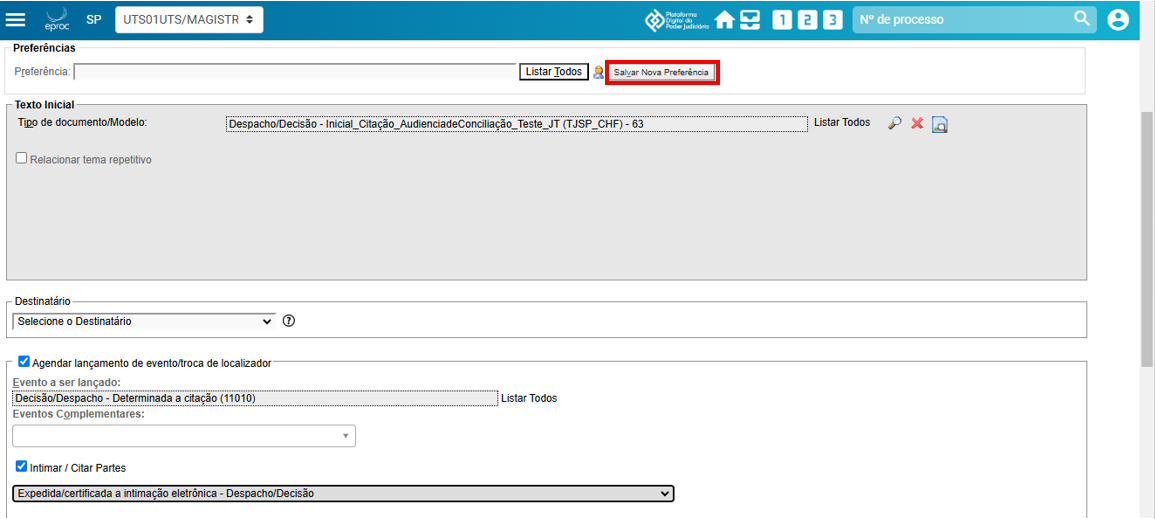 eproc SP UTS01UTS/MAGISTR Plataforma Digital do Poder Judiciário 1 2 3 Nº de processo
Preferências
Preferência: Listar Todos Salvar Nova Preferência
Texto Inicial
Tipo de documento/Modelo: Despacho/Decisão - Inicial_Citação_AudienciadeConciliação_Teste_JT (TJSP_CHF) - 63 Listar Todos
Relacionar tema repetitivo
Destinatário
Selecione o Destinatário ?
Agendar lançamento de evento/troca de localizador
Evento a ser lançado:
Decisão/Despacho - Determinada a citação (11010) Listar Todos
Eventos Complementares:
Intimar / Citar Partes
Expedida/certificada a intimação eletrônica - Despacho/Decisão